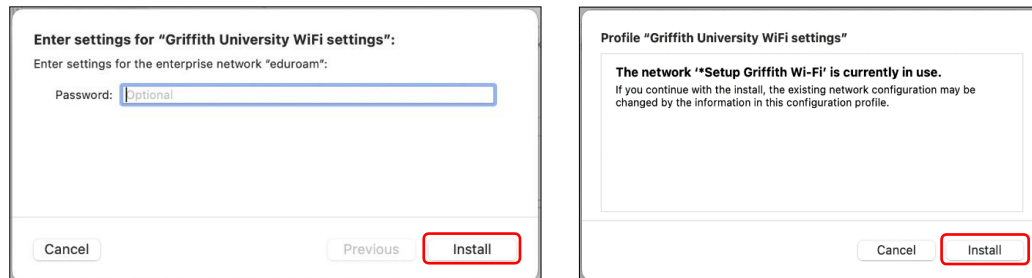 Enter settings for “Griffith University WiFi settings”:
Enter settings for the enterprise network “eduroam”:
Password: Optional
Cancel Previous Install
Profile “Griffith University WiFi settings”
The network ‘*Setup Griffith Wi-Fi’ is currently in use.
If you continue with the install, the existing network configuration may be
changed by the information in this configuration profile.
Cancel Install